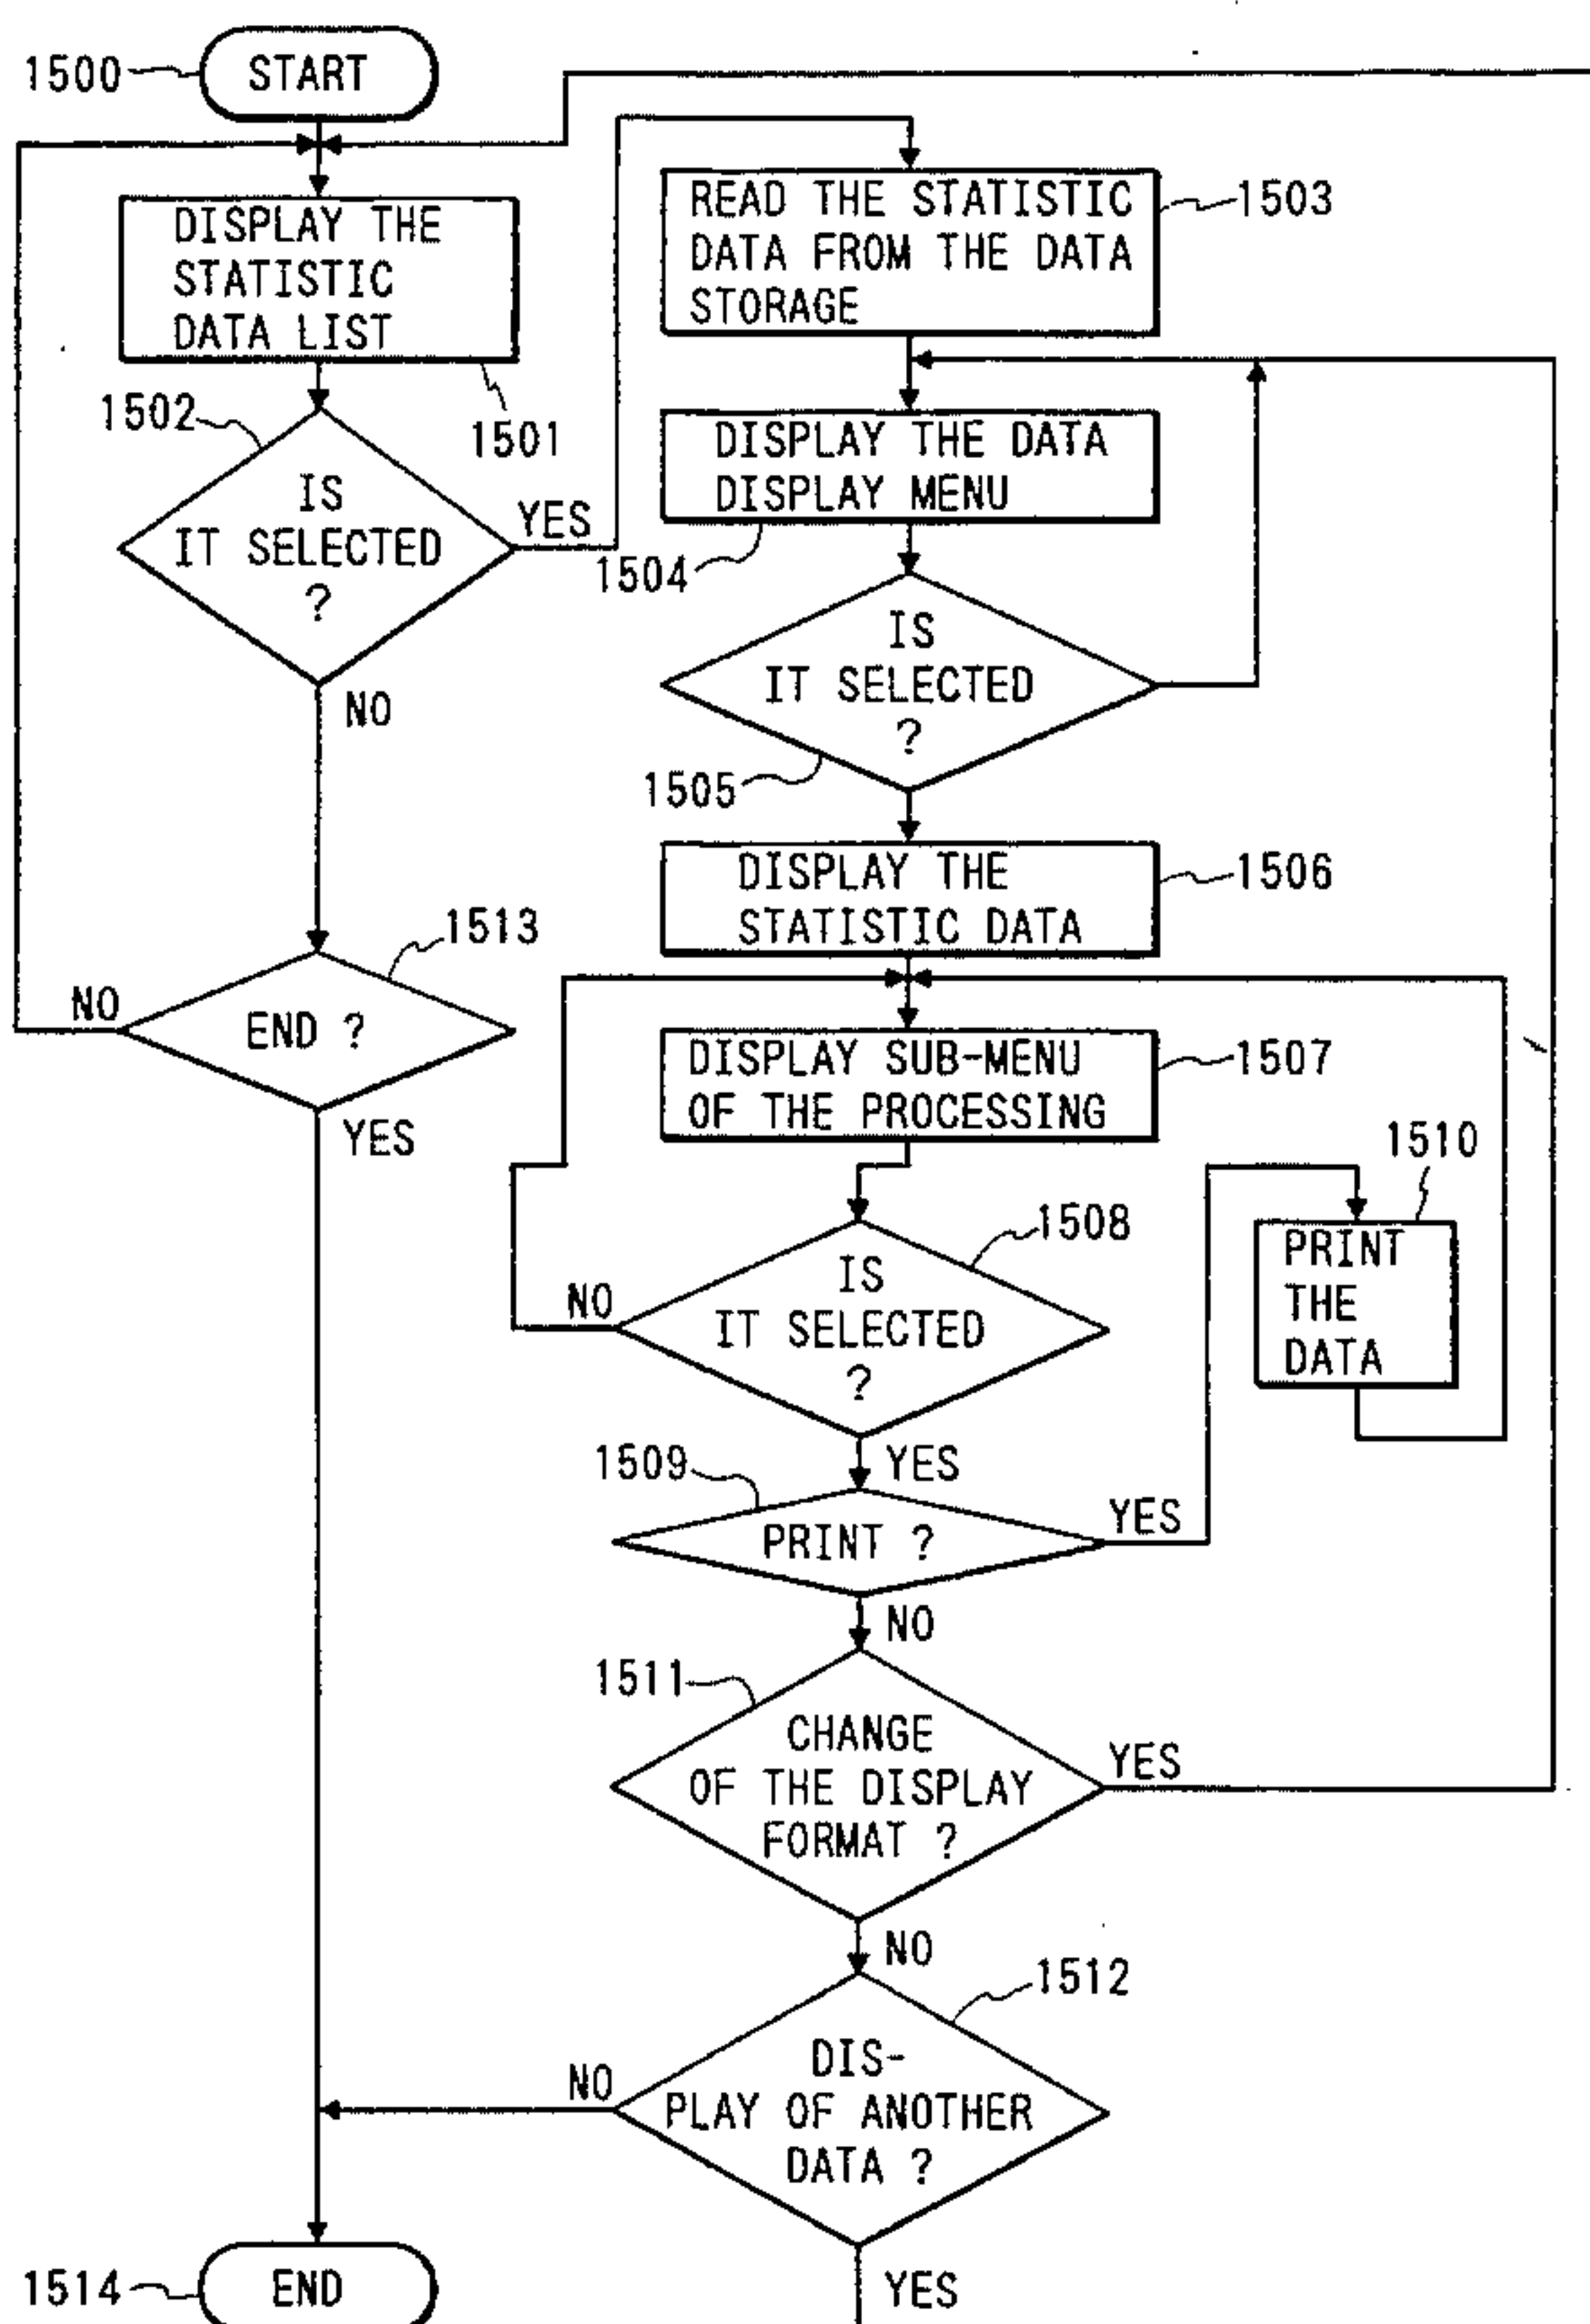 1500
START
DISPLAY THE
STATISTIC
DATA LIST
1501
1502
IS
IT SELECTED
?
YES
NO
1513
END ?
NO
YES
READ THE STATISTIC
DATA FROM THE DATA
STORAGE
1503
DISPLAY THE DATA
DISPLAY MENU
1504
IS
IT SELECTED
?
1505
DISPLAY THE
STATISTIC DATA
1506
DISPLAY SUB-MENU
OF THE PROCESSING
1507
1508
IS
IT SELECTED
?
NO
YES
1509
PRINT ?
YES
NO
1510
PRINT
THE
DATA
1511
CHANGE
OF THE DISPLAY
FORMAT ?
YES
NO
1512
DIS-
PLAY OF ANOTHER
DATA ?
NO
YES
1514
END